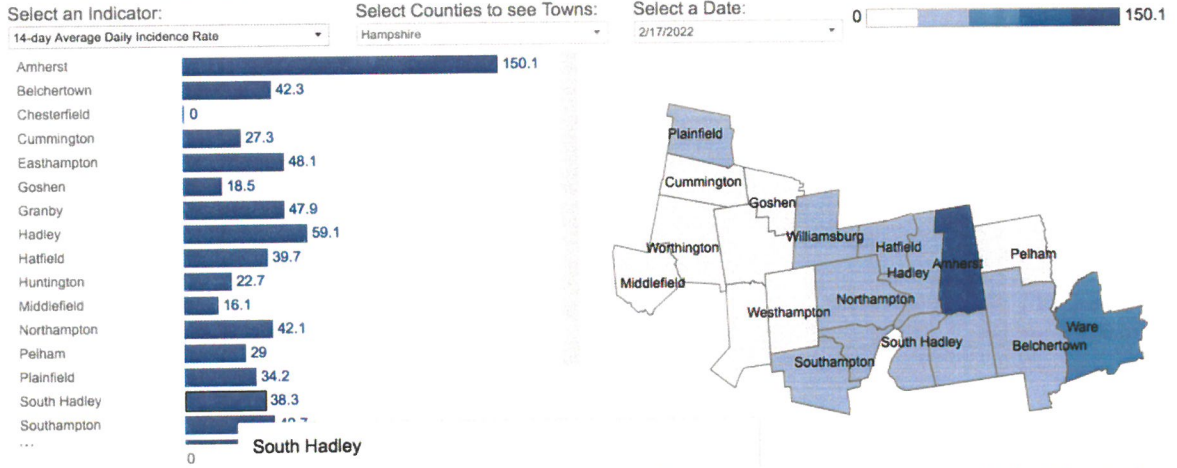 Select an Indicator: Select Counties to see Towns: Select a Date:
14-day Average Daily Incidence Rate Hampshire 2/17/2022 0 150.1
Amherst 150.1
Belchertown 42.3
Chesterfield 0
Cummington 27.3
Easthampton 48.1
Goshen 18.5
Granby 47.9
Hadley 59.1
Hatfield 39.7
Huntington 22.7
Middlefield 16.1
Northampton 42.1
Pelham 29
Plainfield 34.2
South Hadley 38.3
Southampton
0
South Hadley
Plainfield
Cummington
Goshen
Williamsburg
Hatfield
Worthington
Amherst
Pelham
Hadley
Middlefield
Northampton
Westhampton
Ware
South Hadley
Belchertown
Southampton